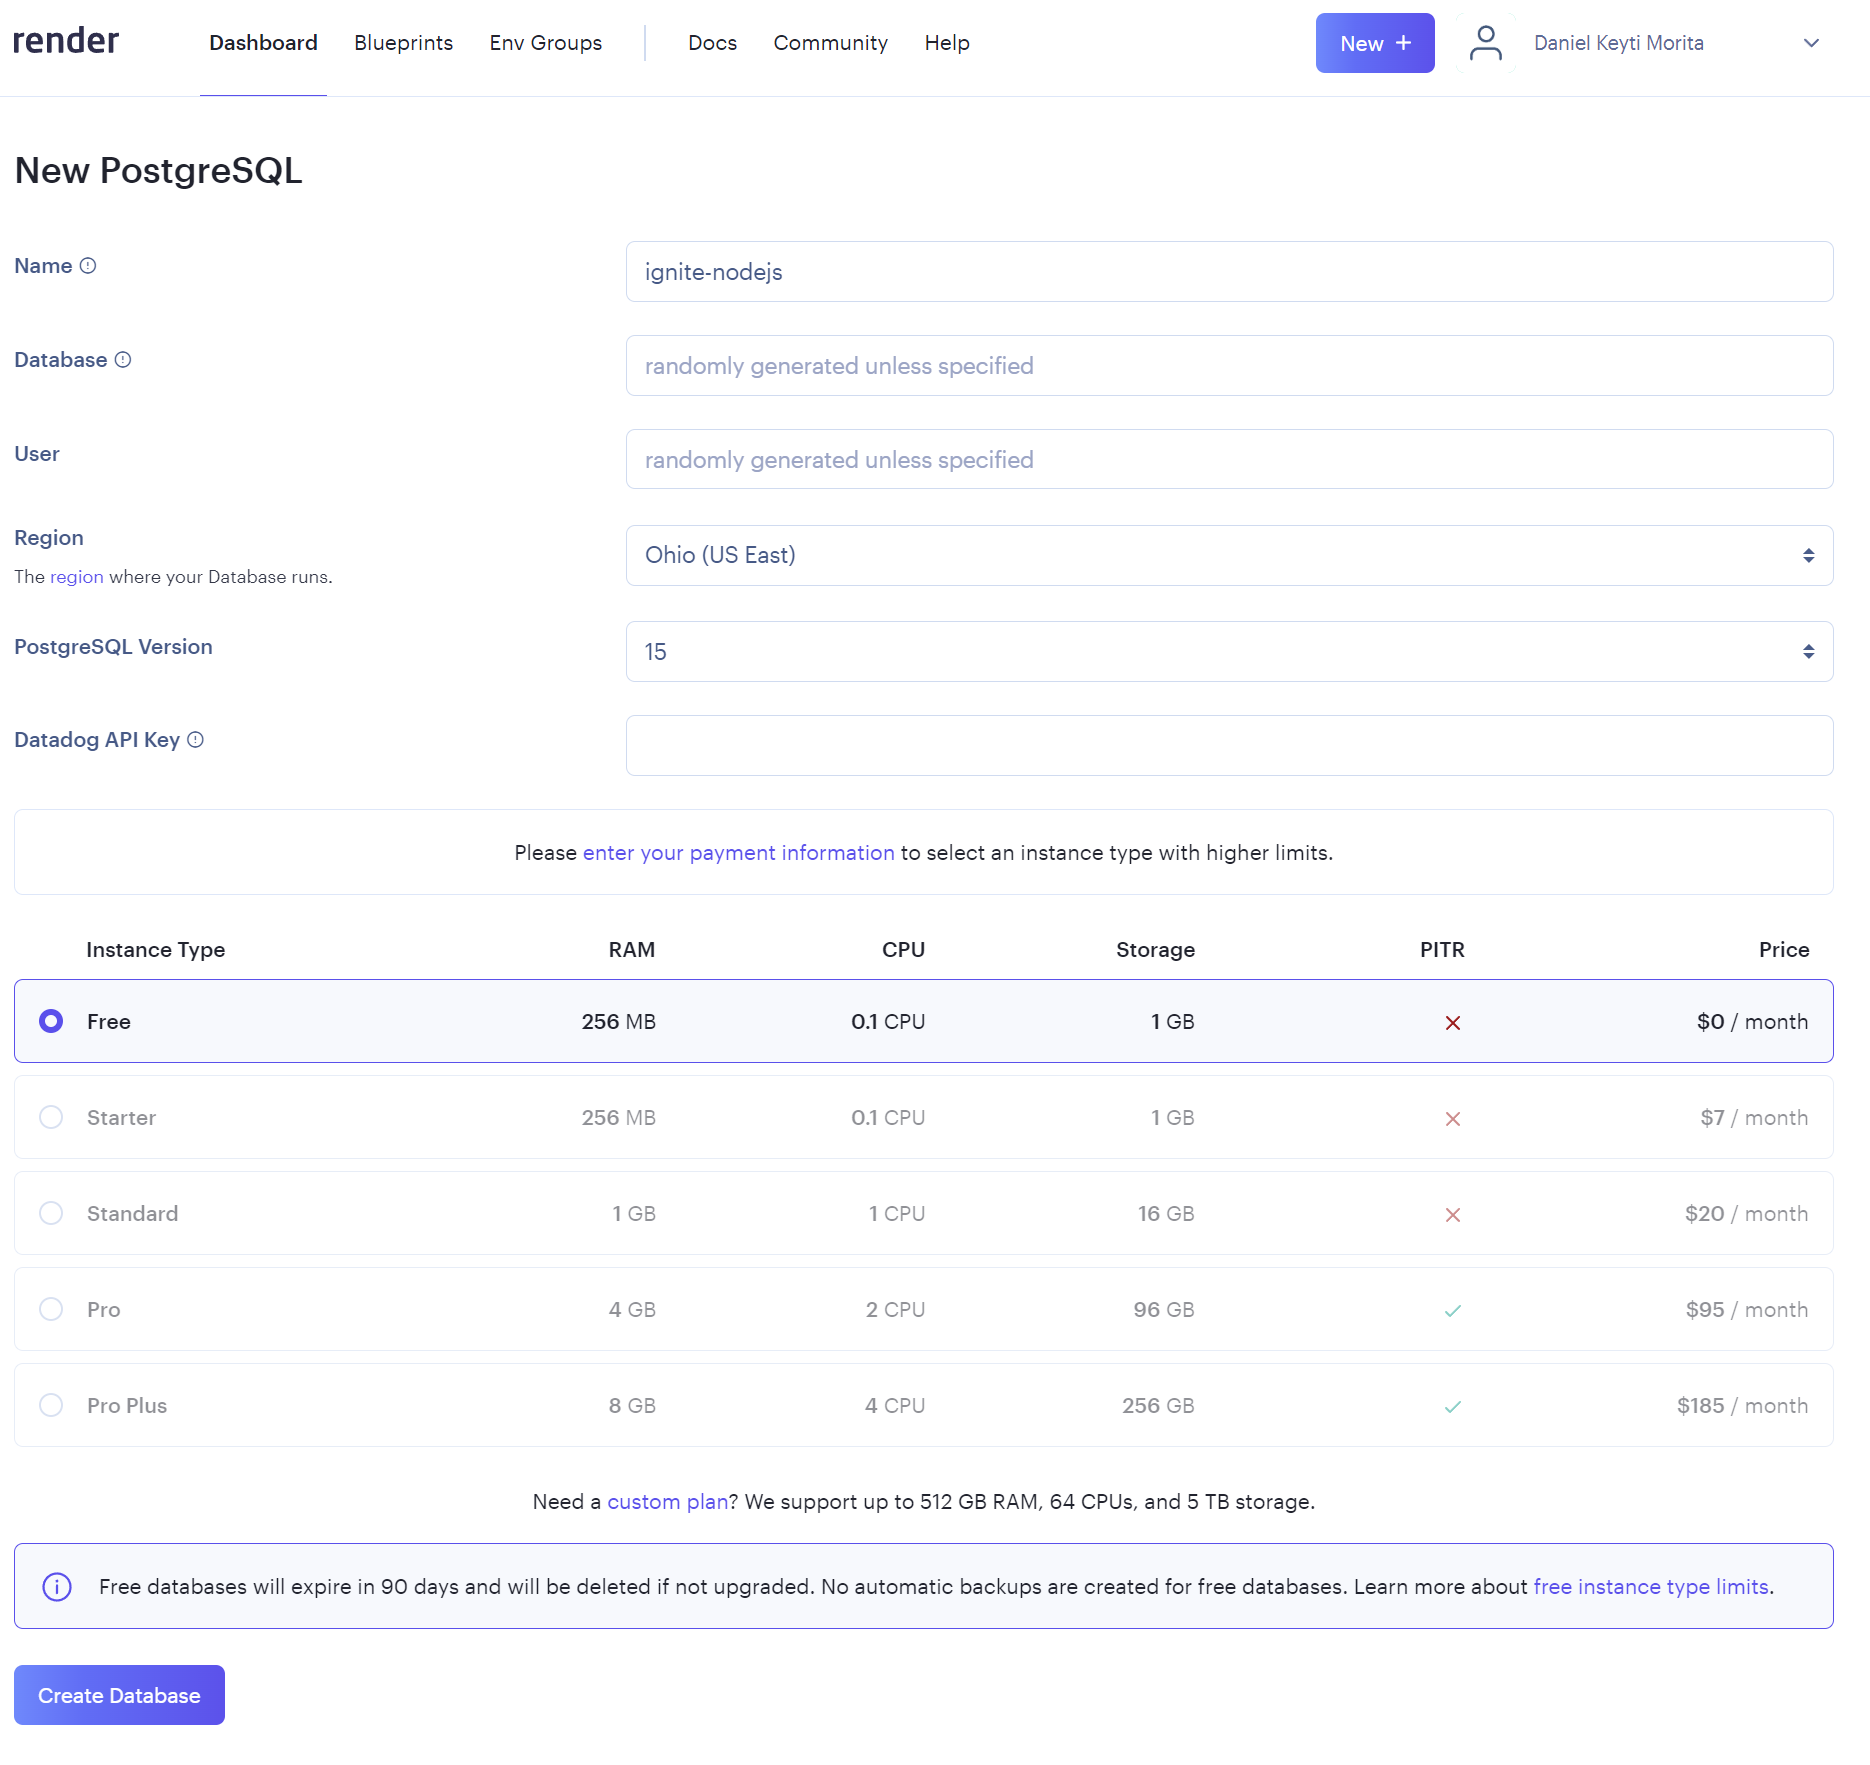 render Dashboard Blueprints Env Groups Docs Community Help New + Daniel Keyti Morita
New PostgreSQL
Name ignite-nodejs
Database randomly generated unless specified
User randomly generated unless specified
Region Ohio (US East)
The region where your Database runs.
PostgreSQL Version 15
Datadog API Key
Please enter your payment information to select an instance type with higher limits.
Instance Type RAM CPU Storage PITR Price
Free 256 MB 0.1 CPU 1 GB $0 / month
Starter 256 MB 0.1 CPU 1 GB $7 / month
Standard 1 GB 1 CPU 16 GB $20 / month
Pro 4 GB 2 CPU 96 GB $95 / month
Pro Plus 8 GB 4 CPU 256 GB $185 / month
Need a custom plan? We support up to 512 GB RAM, 64 CPUs, and 5 TB storage.
Free databases will expire in 90 days and will be deleted if not upgraded. No automatic backups are created for free databases. Learn more about free instance type limits.
Create Database